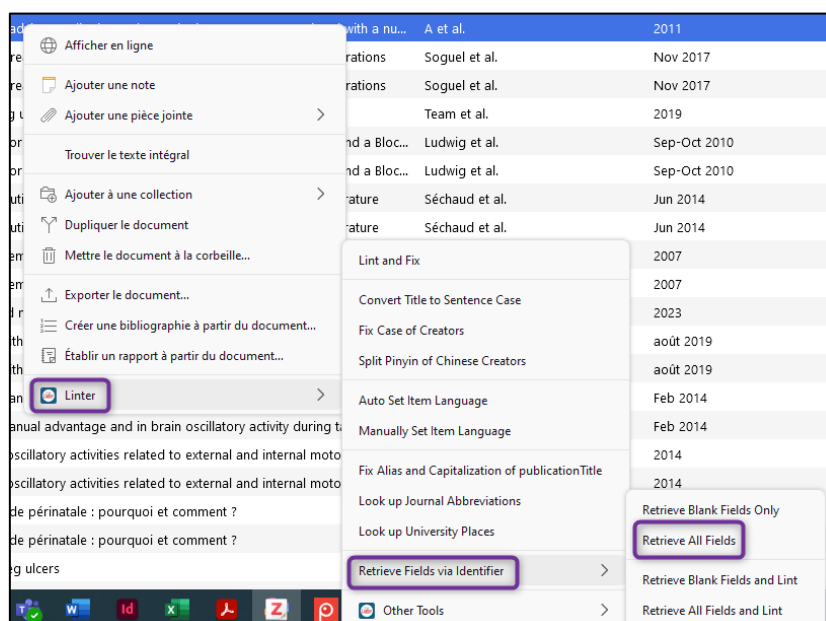 with a nu... A et al. 2011
rations Soguel et al. Nov 2017
rations Soguel et al. Nov 2017
Team et al. 2019
nd a Bloc... Ludwig et al. Sep-Oct 2010
nd a Bloc... Ludwig et al. Sep-Oct 2010
rature Séchaud et al. Jun 2014
rature Séchaud et al. Jun 2014
2007
2007
2023
août 2019
août 2019
Feb 2014
anual advantage and in brain oscillatory activity during ta Feb 2014
oscillatory activities related to external and internal moto 2014
oscillatory activities related to external and internal moto 2014
de périnatale : pourquoi et comment ?
de périnatale : pourquoi et comment ?
eg ulcers
Afficher en ligne
Ajouter une note
Ajouter une pièce jointe
Trouver le texte intégral
Ajouter à une collection
Dupliquer le document
Mettre le document à la corbeille...
Exporter le document...
Créer une bibliographie à partir du document...
Établir un rapport à partir du document...
Linter
Lint and Fix
Convert Title to Sentence Case
Fix Case of Creators
Split Pinyin of Chinese Creators
Auto Set Item Language
Manually Set Item Language
Fix Alias and Capitalization of publicationTitle
Look up Journal Abbreviations
Look up University Places
Retrieve Fields via Identifier
Other Tools
Retrieve Blank Fields Only
Retrieve All Fields
Retrieve Blank Fields and Lint
Retrieve All Fields and Lint